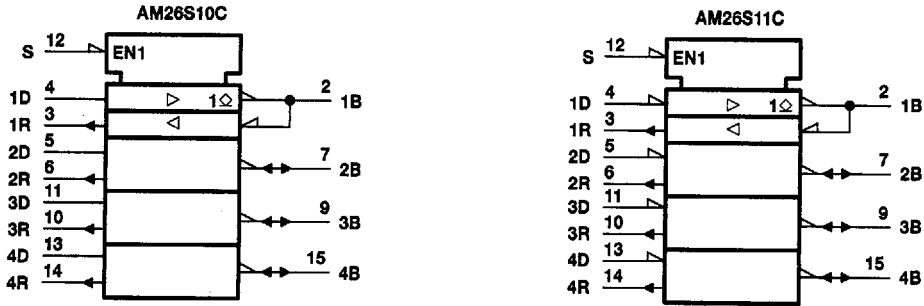 AM26S10C
S 12 EN1
1D 4 ▷ 1◇ 2 1B
1R 3 ◁
2D 5
2R 6 7 2B
3D 11
3R 10 9 3B
4D 13
4R 14 15 4B
AM26S11C
S 12 EN1
1D 4 ▷ 1◇ 2 1B
1R 3 ◁
2D 5
2R 6 7 2B
3D 11
3R 10 9 3B
4D 13
4R 14 15 4B